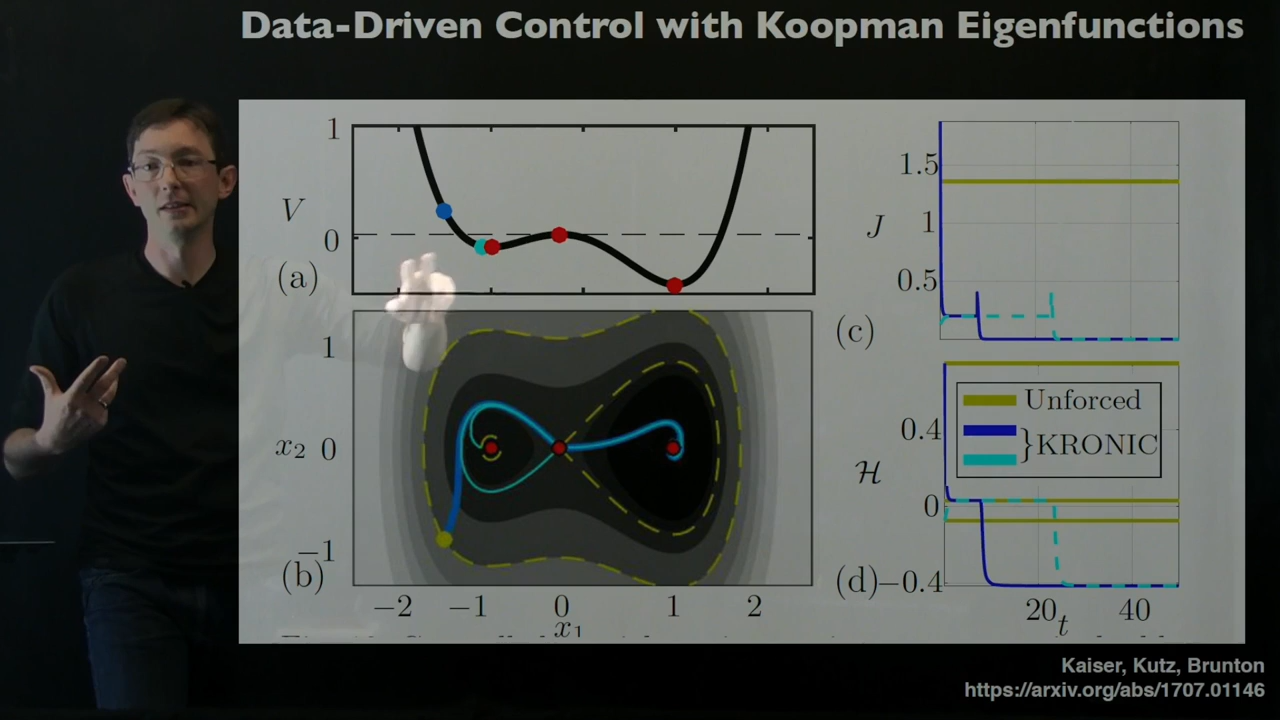 Data-Driven Control with Koopman Eigenfunctions
1
V
0
(a)
1
x₂ 0
−1
(b)
−2 −1 0 1 2
x₁
1.5
J
1
0.5
(c)
Unforced
}KRONIC
0.4
ℋ
0
(d) −0.4
20 t 40
Kaiser, Kutz, Brunton
https://arxiv.org/abs/1707.01146